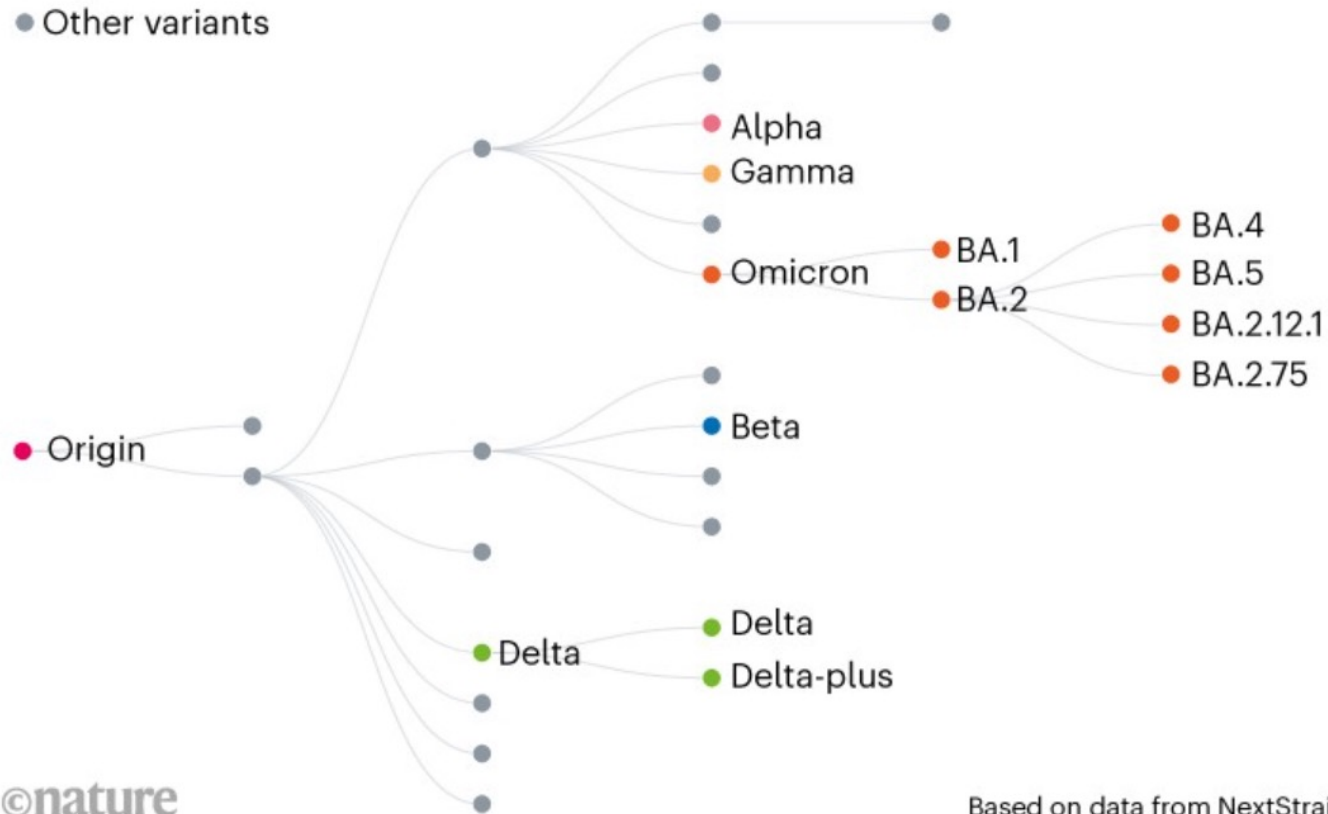 Other variants
Alpha
Gamma
Omicron
BA.1
BA.2
BA.4
BA.5
BA.2.12.1
BA.2.75
Origin
Beta
Delta
Delta
Delta-plus
©nature
Based on data from NextStrai